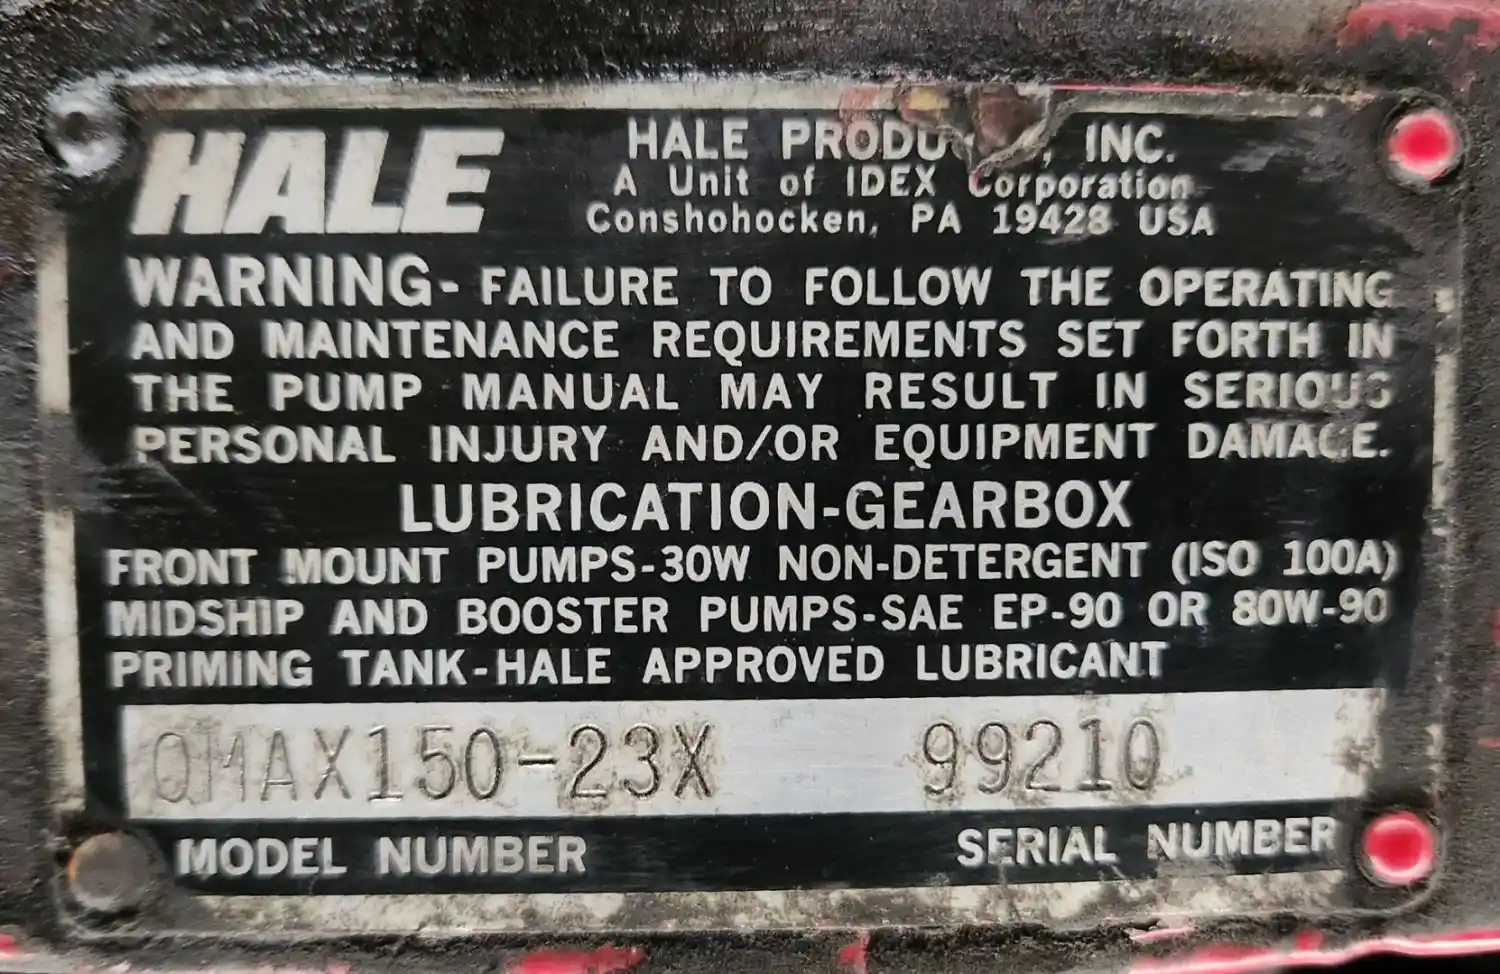 HALE
HALE PRODU , INC.
A Unit of IDEX Corporation
Conshohocken, PA 19428 USA
WARNING- FAILURE TO FOLLOW THE OPERATING
AND MAINTENANCE REQUIREMENTS SET FORTH IN
THE PUMP MANUAL MAY RESULT IN SERIOUS
PERSONAL INJURY AND/OR EQUIPMENT DAMAGE.
LUBRICATION-GEARBOX
FRONT MOUNT PUMPS-30W NON-DETERGENT (ISO 100A)
MIDSHIP AND BOOSTER PUMPS-SAE EP-90 OR 80W-90
PRIMING TANK-HALE APPROVED LUBRICANT
QMAX150-23X 99210
MODEL NUMBER SERIAL NUMBER